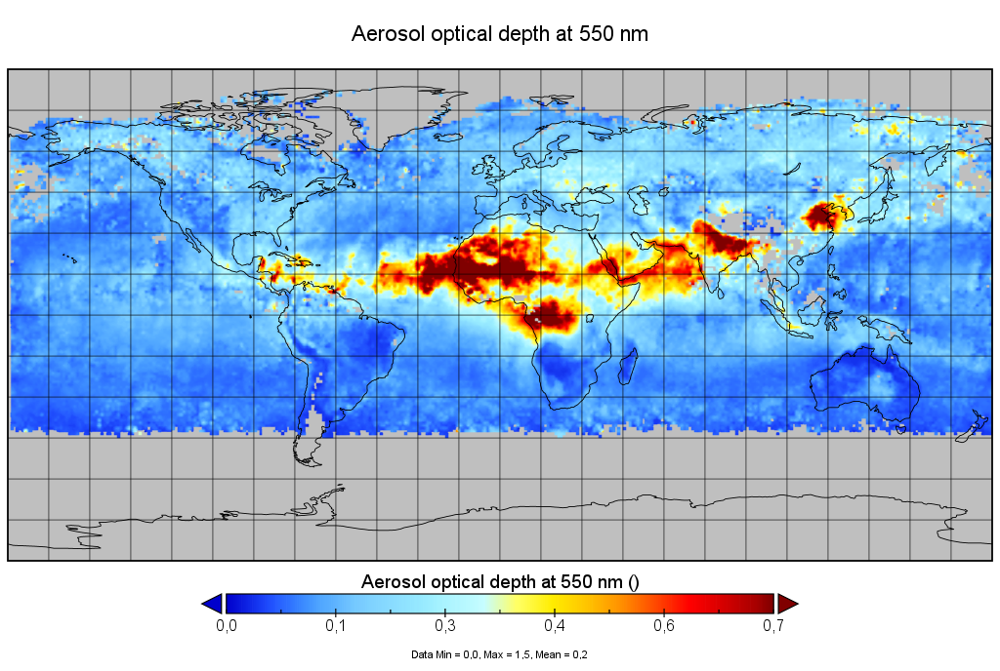 Aerosol optical depth at 550 nm
Aerosol optical depth at 550 nm ()
0,0 0,1 0,3 0,4 0,6 0,7
Data Min = 0,0, Max = 1,5, Mean = 0,2